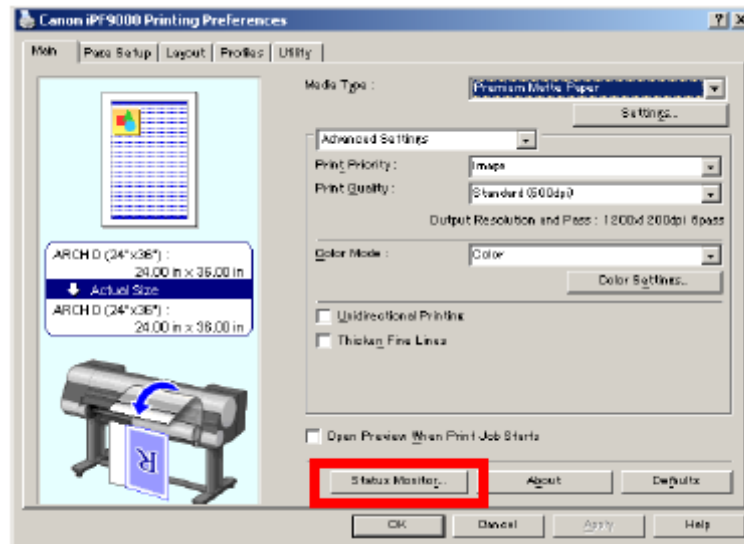 Canon iPF9000 Printing Preferences
Main Page Setup Layout Profiles Utility
Media Type : Premium Matte Paper
Settings...
Advanced Settings
Print Priority : Image
Print Quality : Standard (600dpi)
Output Resolution and Pass : 1200x1200dpi 6pass
ARCH D (24"x36") :
24.00 in x 36.00 in
Actual Size
ARCH D (24"x36") :
24.00 in x 36.00 in
Color Mode : Color
Color Settings...
Unidirectional Printing
Thicken Fine Lines
R
Open Preview When Print Job Starts
Status Monitor... About Defaults
OK Cancel Apply Help